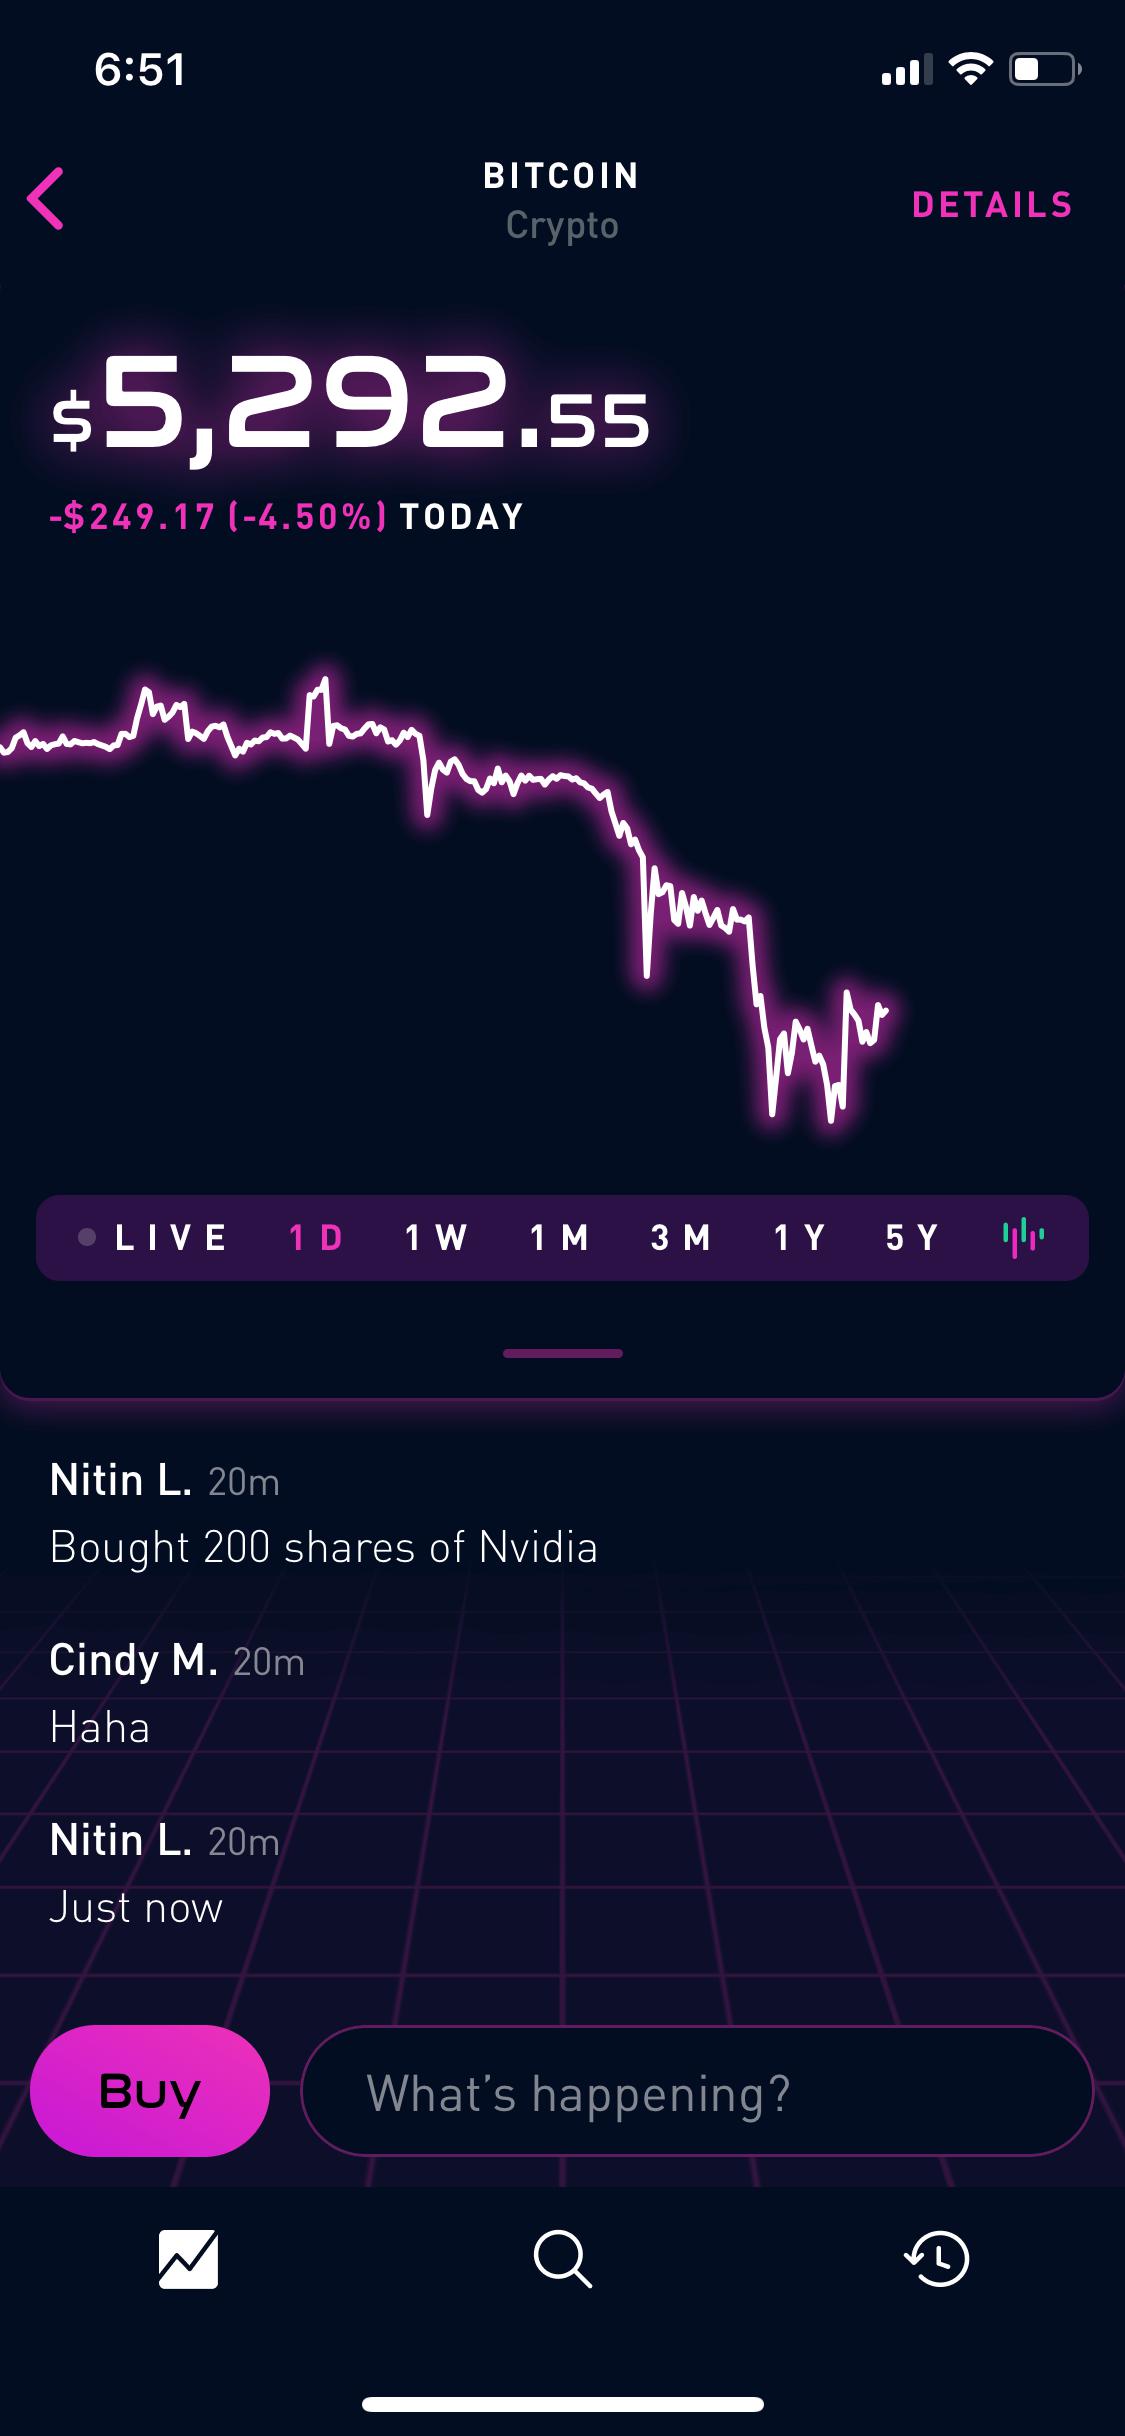 6:51
BITCOIN
Crypto
DETAILS
$5,292.55
-$249.17 (-4.50%) TODAY
LIVE 1D 1W 1M 3M 1Y 5Y
Nitin L. 20m
Bought 200 shares of Nvidia
Cindy M. 20m
Haha
Nitin L. 20m
Just now
Buy
What's happening?